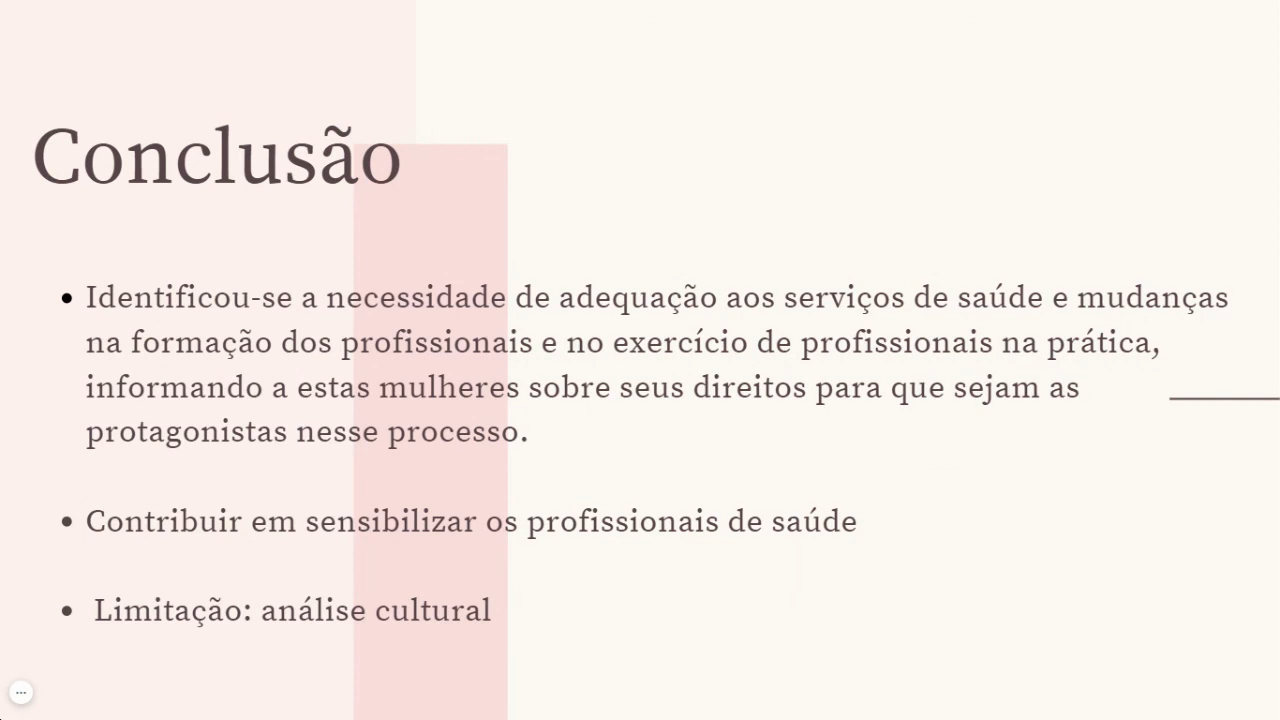 Conclusão
• Identificou-se a necessidade de adequação aos serviços de saúde e mudanças
na formação dos profissionais e no exercício de profissionais na prática,
informando a estas mulheres sobre seus direitos para que sejam as
protagonistas nesse processo.
• Contribuir em sensibilizar os profissionais de saúde
• Limitação: análise cultural